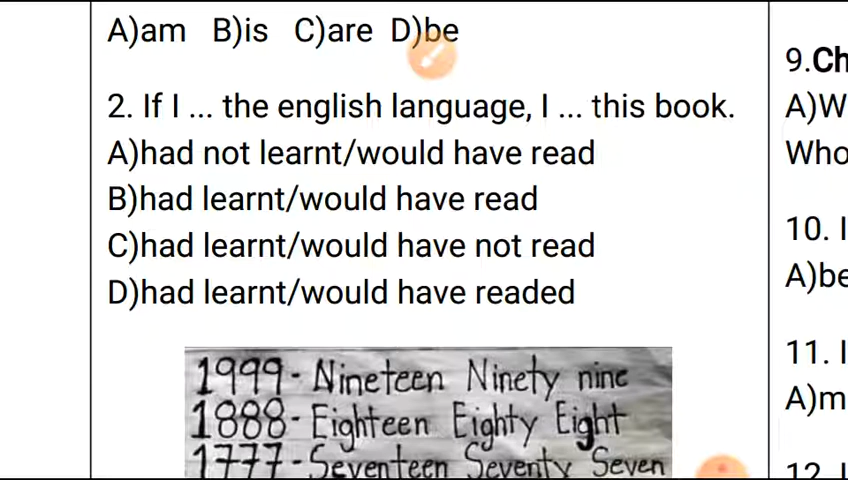 A)am B)is C)are D)be
2. If I ... the english language, I ... this book.
A)had not learnt/would have read
B)had learnt/would have read
C)had learnt/would have not read
D)had learnt/would have readed
1999- Nineteen Ninety nine
1888- Eighteen Eighty Eight
1777- Seventeen Seventy Seven
9.Ch
A)W
Who
10. I
A)be
11. I
A)m
12. I